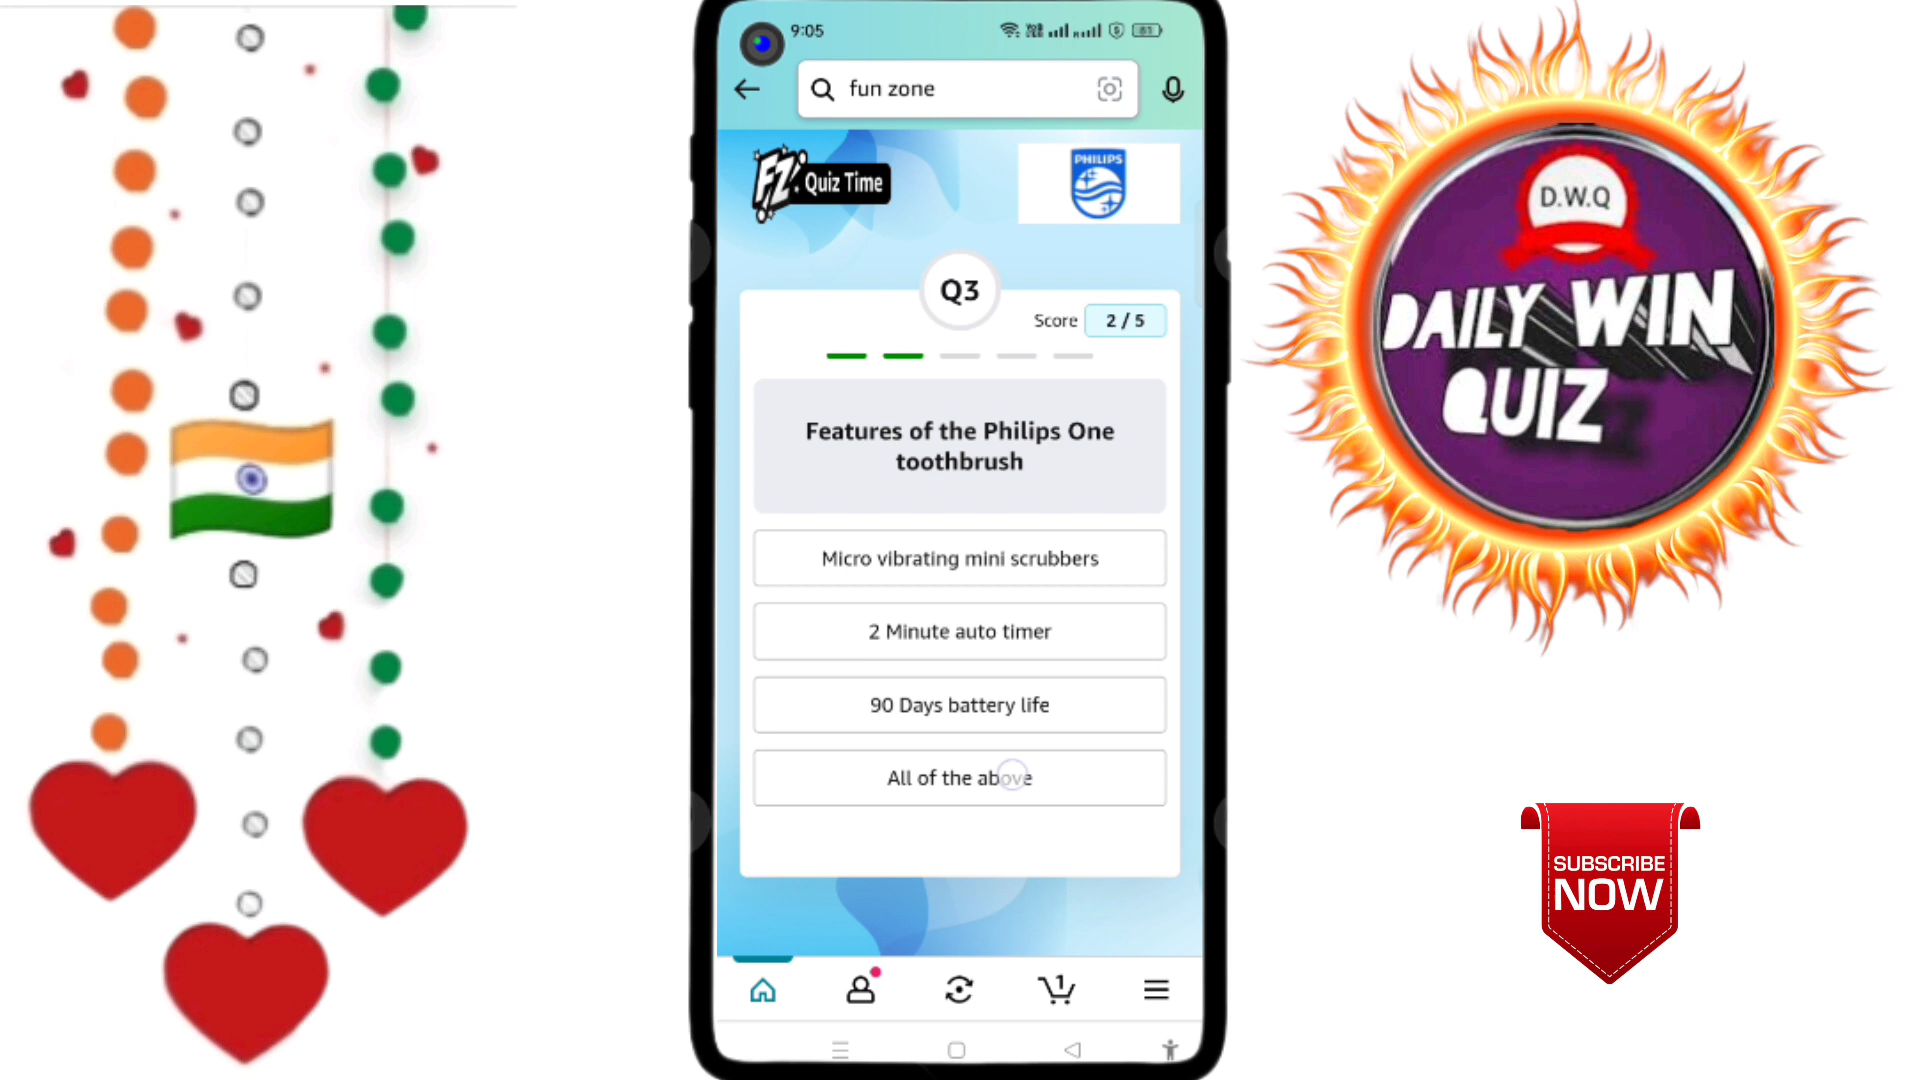 9:05
fun zone
FZ. Quiz Time
PHILIPS
Q3
Score 2 / 5
Features of the Philips One
toothbrush
Micro vibrating mini scrubbers
2 Minute auto timer
90 Days battery life
All of the above
1
D.W.Q
DAILY WIN
QUIZ
SUBSCRIBE
NOW